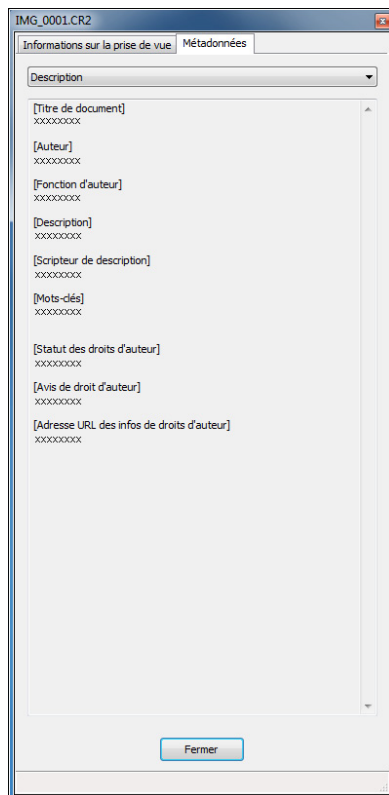 IMG_0001.CR2
Informations sur la prise de vue Métadonnées
Description
[Titre de document]
xxxxxxxx
[Auteur]
xxxxxxxx
[Fonction d'auteur]
xxxxxxxx
[Description]
xxxxxxxx
[Scripteur de description]
xxxxxxxx
[Mots-clés]
xxxxxxxx
[Statut des droits d'auteur]
xxxxxxxx
[Avis de droit d'auteur]
xxxxxxxx
[Adresse URL des infos de droits d'auteur]
xxxxxxxx
Fermer